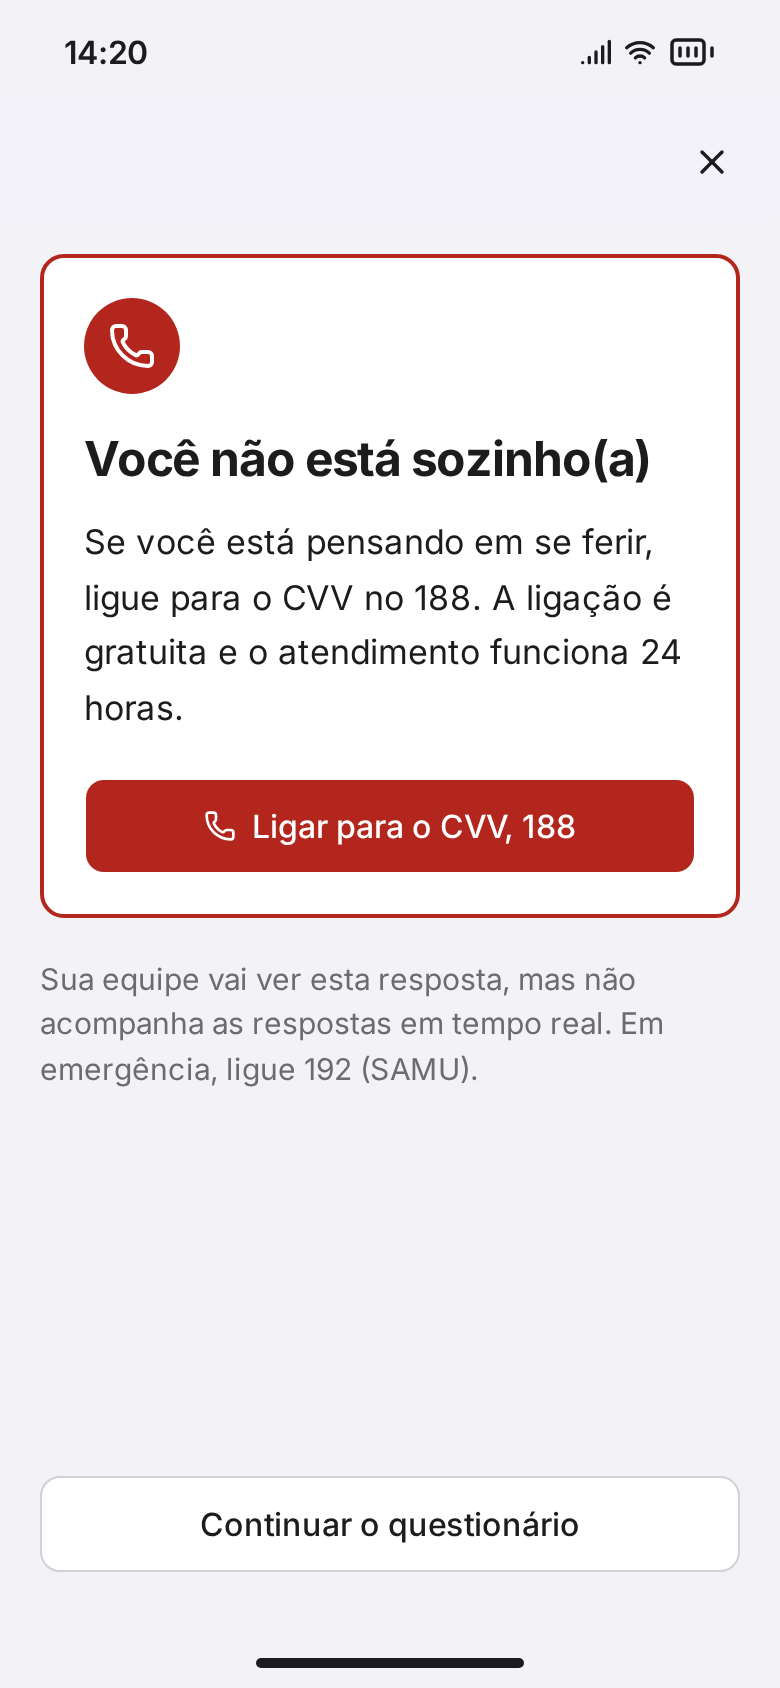 14:20
Você não está sozinho(a)
Se você está pensando em se ferir,
ligue para o CVV no 188. A ligação é
gratuita e o atendimento funciona 24
horas.
Ligar para o CVV, 188
Sua equipe vai ver esta resposta, mas não
acompanha as respostas em tempo real. Em
emergência, ligue 192 (SAMU).
Continuar o questionário